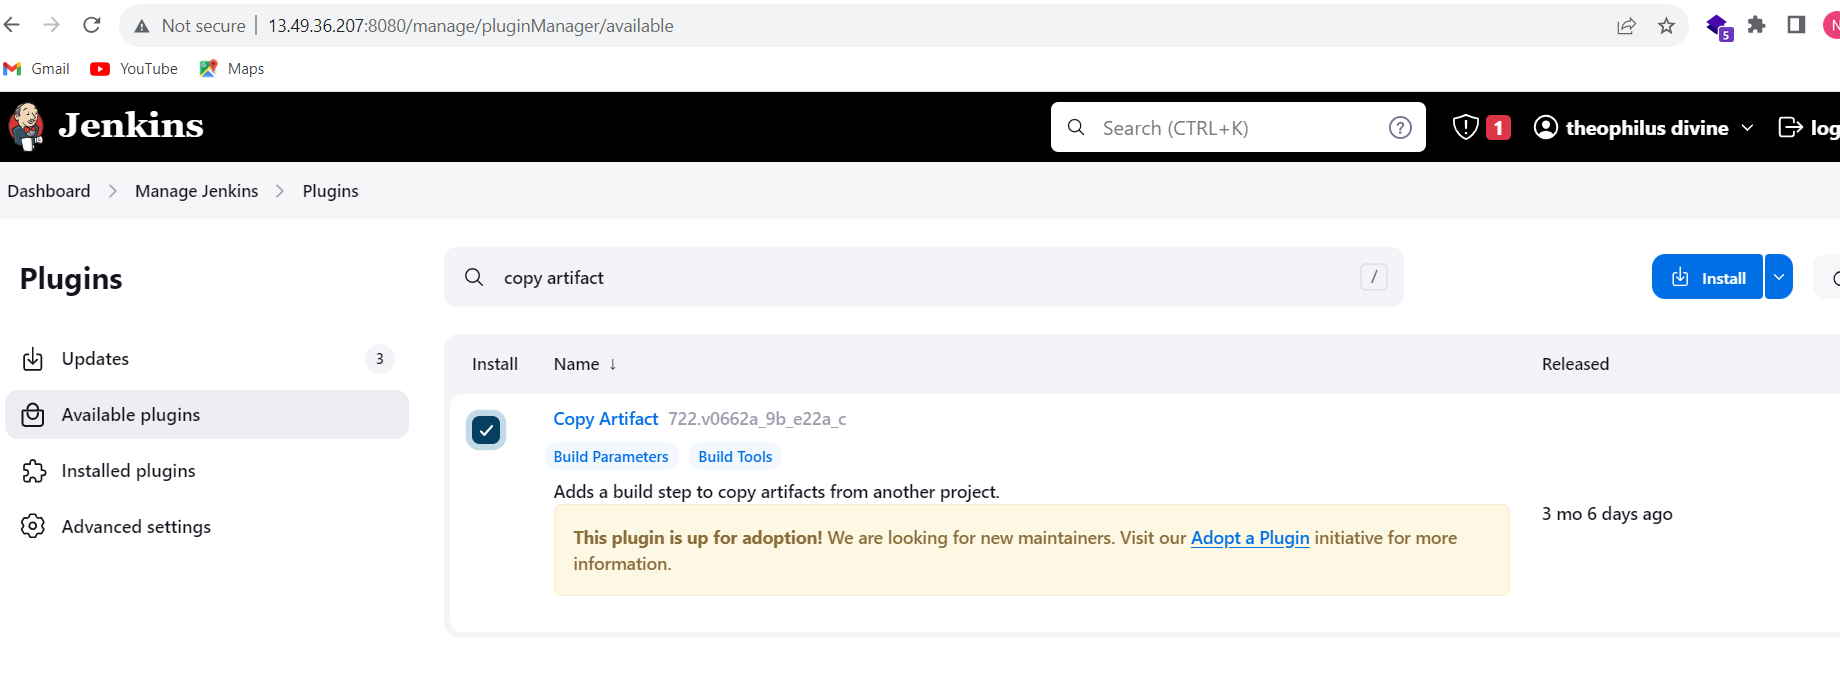 Not secure | 13.49.36.207:8080/manage/pluginManager/available
5
N
Gmail YouTube Maps
Jenkins
Search (CTRL+K) ?
1
theophilus divine
log
Dashboard Manage Jenkins Plugins
Plugins
copy artifact /
Install
Updates 3
Available plugins
Installed plugins
Advanced settings
Install Name ↓ Released
Copy Artifact 722.v0662a_9b_e22a_c
Build Parameters Build Tools
Adds a build step to copy artifacts from another project.
This plugin is up for adoption! We are looking for new maintainers. Visit our Adopt a Plugin initiative for more
information.
3 mo 6 days ago